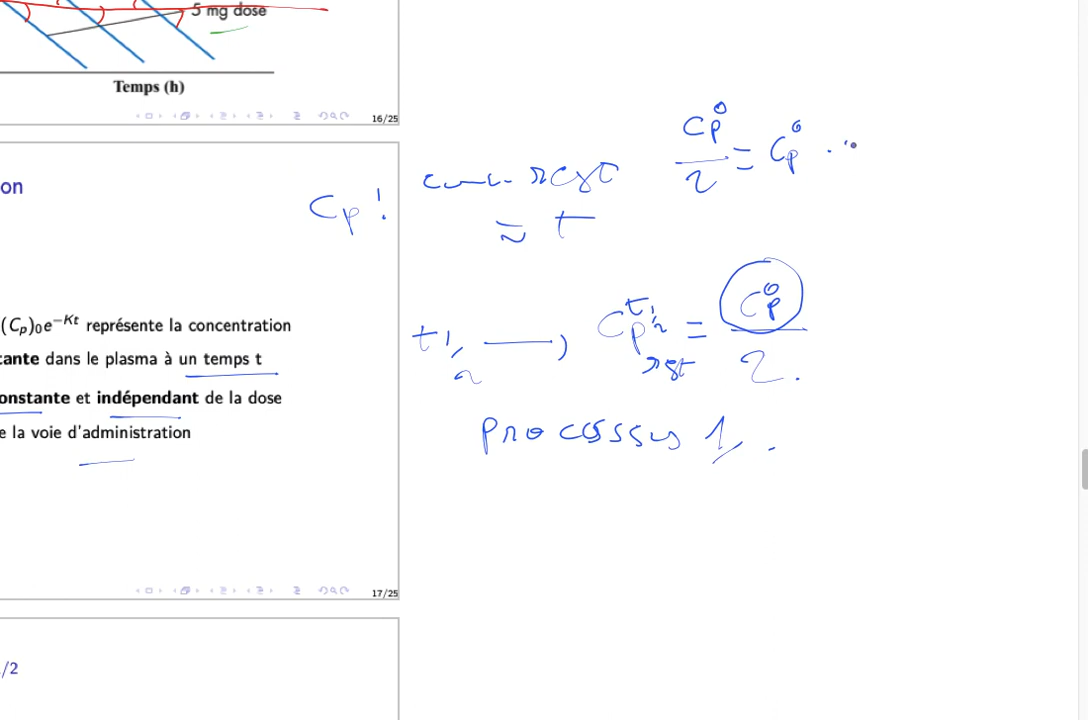 5 mg dose
Temps (h)
16/25
on
(Cp)0e−Kt représente la concentration
tante dans le plasma à un temps t
onstante et indépendant de la dose
e la voie d'administration
17/25
/2
Cp !
≈ t
Cp0/2 = Cp0 .
t1/2 → Cp t1/2 = Cp0/2 .
rest
processus 1 .